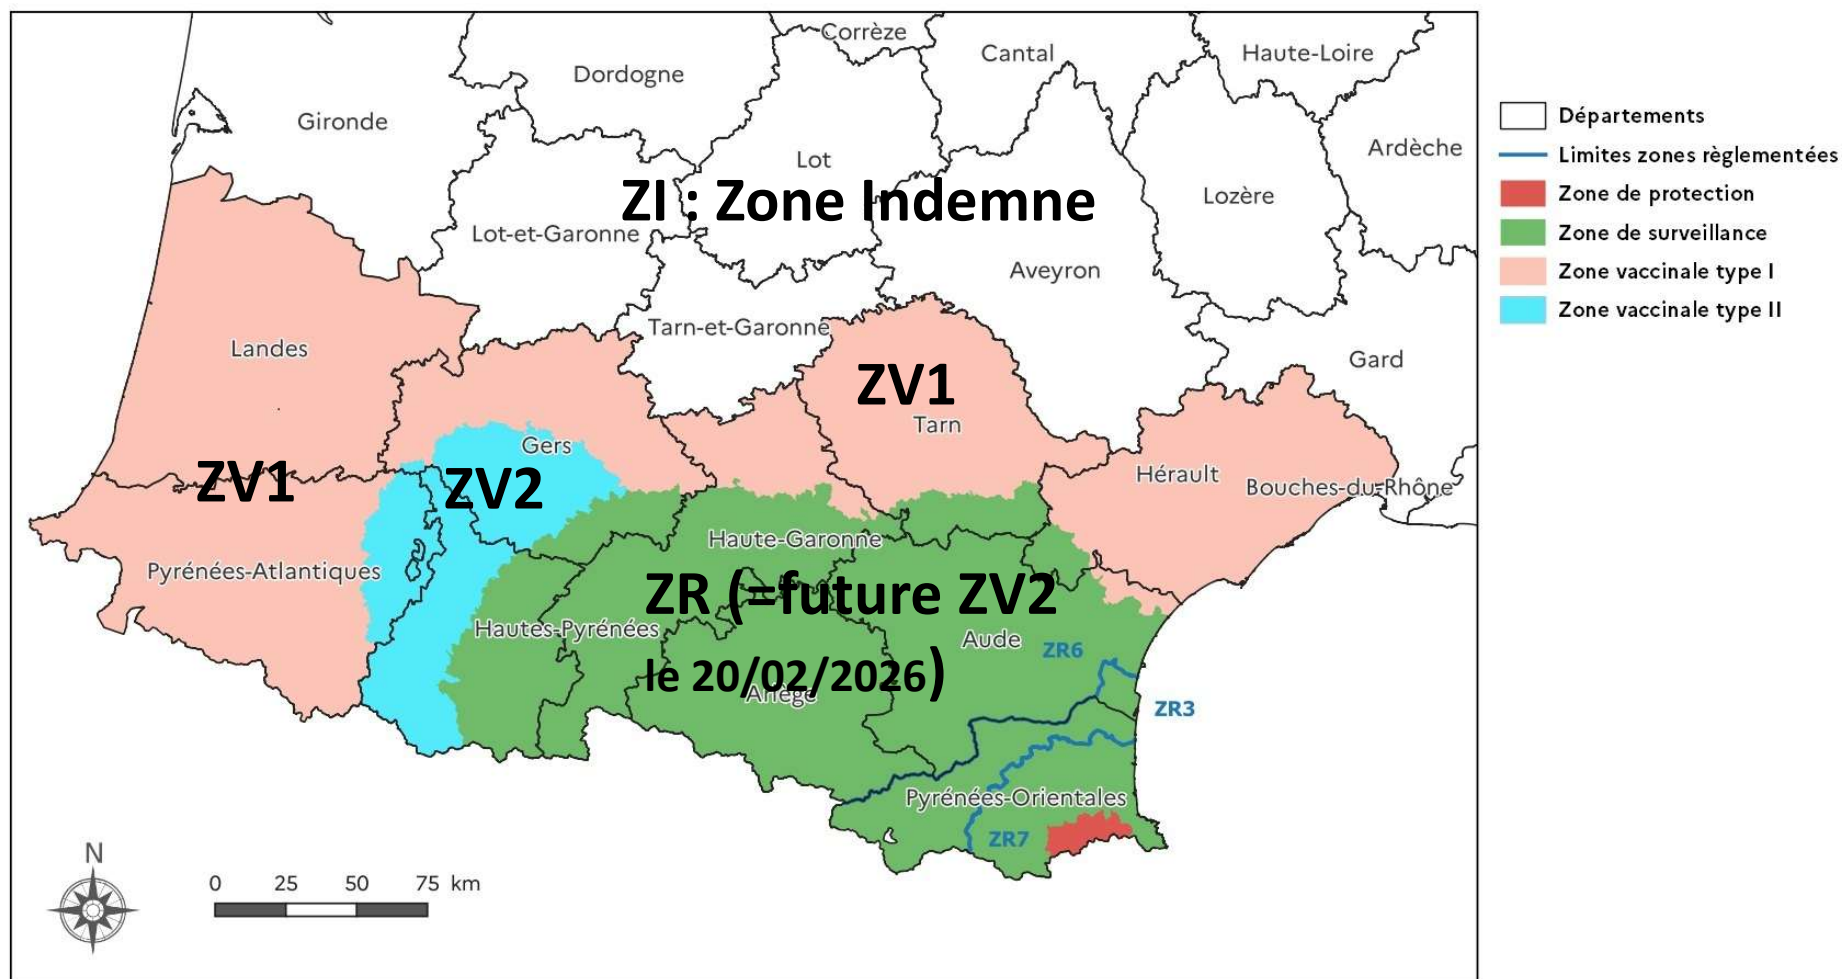 Corrèze
Cantal
Haute-Loire
Dordogne
Gironde
Départements
Ardèche
Limites zones règlementées
Lot
Zone de protection
ZI : Zone Indemne
Lozère
Lot-et-Garonne
Zone de surveillance
Aveyron
Zone vaccinale type I
Zone vaccinale type II
Tarn-et-Garonne
Landes
Gard
ZV1
Tarn
Gers
Hérault
ZV1
ZV2
Bouches-du-Rhône
Haute-Garonne
Pyrénées-Atlantiques
ZR (=future ZV2
Hautes-Pyrénées
Aude
ZR6
le 20/02/2026)
Ariège
ZR3
Pyrénées-Orientales
ZR7
N
0 25 50 75 km